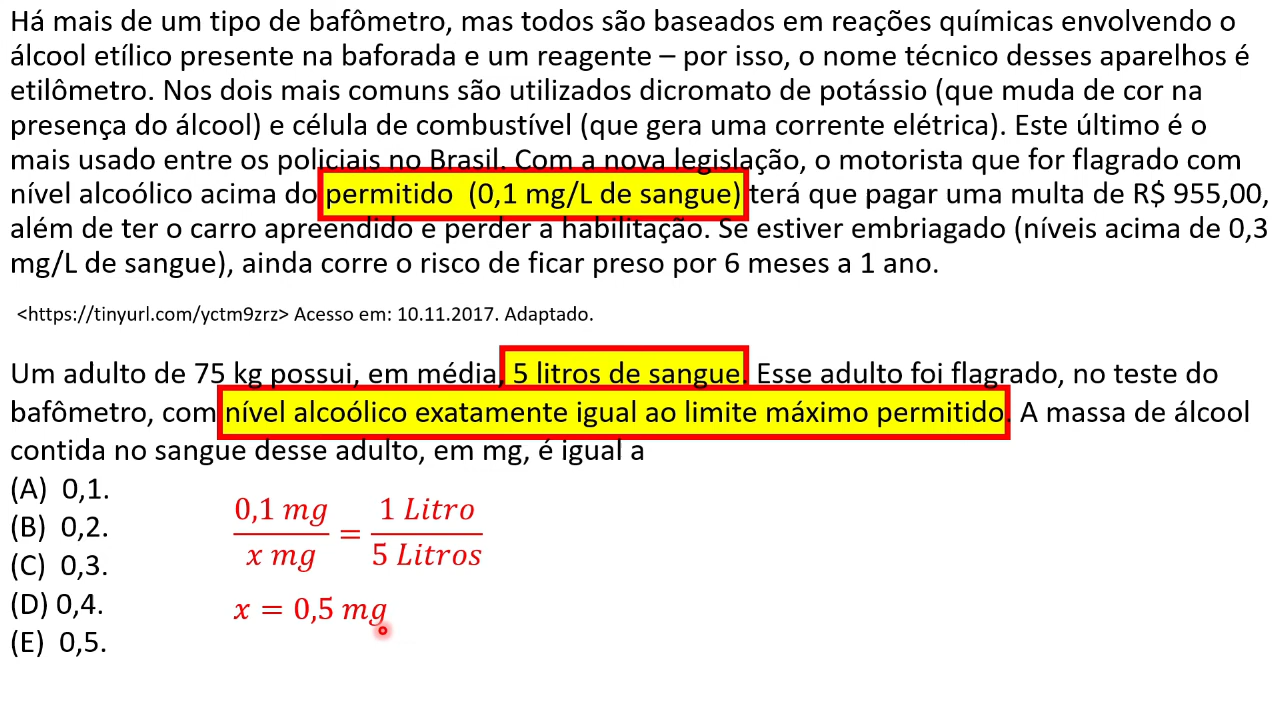 Há mais de um tipo de bafômetro, mas todos são baseados em reações químicas envolvendo o
álcool etílico presente na baforada e um reagente – por isso, o nome técnico desses aparelhos é
etilômetro. Nos dois mais comuns são utilizados dicromato de potássio (que muda de cor na
presença do álcool) e célula de combustível (que gera uma corrente elétrica). Este último é o
mais usado entre os policiais no Brasil. Com a nova legislação, o motorista que for flagrado com
nível alcoólico acima do permitido (0,1 mg/L de sangue) terá que pagar uma multa de R$ 955,00,
além de ter o carro apreendido e perder a habilitação. Se estiver embriagado (níveis acima de 0,3
mg/L de sangue), ainda corre o risco de ficar preso por 6 meses a 1 ano.
<https://tinyurl.com/yctm9zrz> Acesso em: 10.11.2017. Adaptado.
Um adulto de 75 kg possui, em média, 5 litros de sangue. Esse adulto foi flagrado, no teste do
bafômetro, com nível alcoólico exatamente igual ao limite máximo permitido. A massa de álcool
contida no sangue desse adulto, em mg, é igual a
(A) 0,1.
(B) 0,2.
(C) 0,3.
(D) 0,4.
(E) 0,5.
0,1 mg / x mg = 1 Litro / 5 Litros
x = 0,5 mg